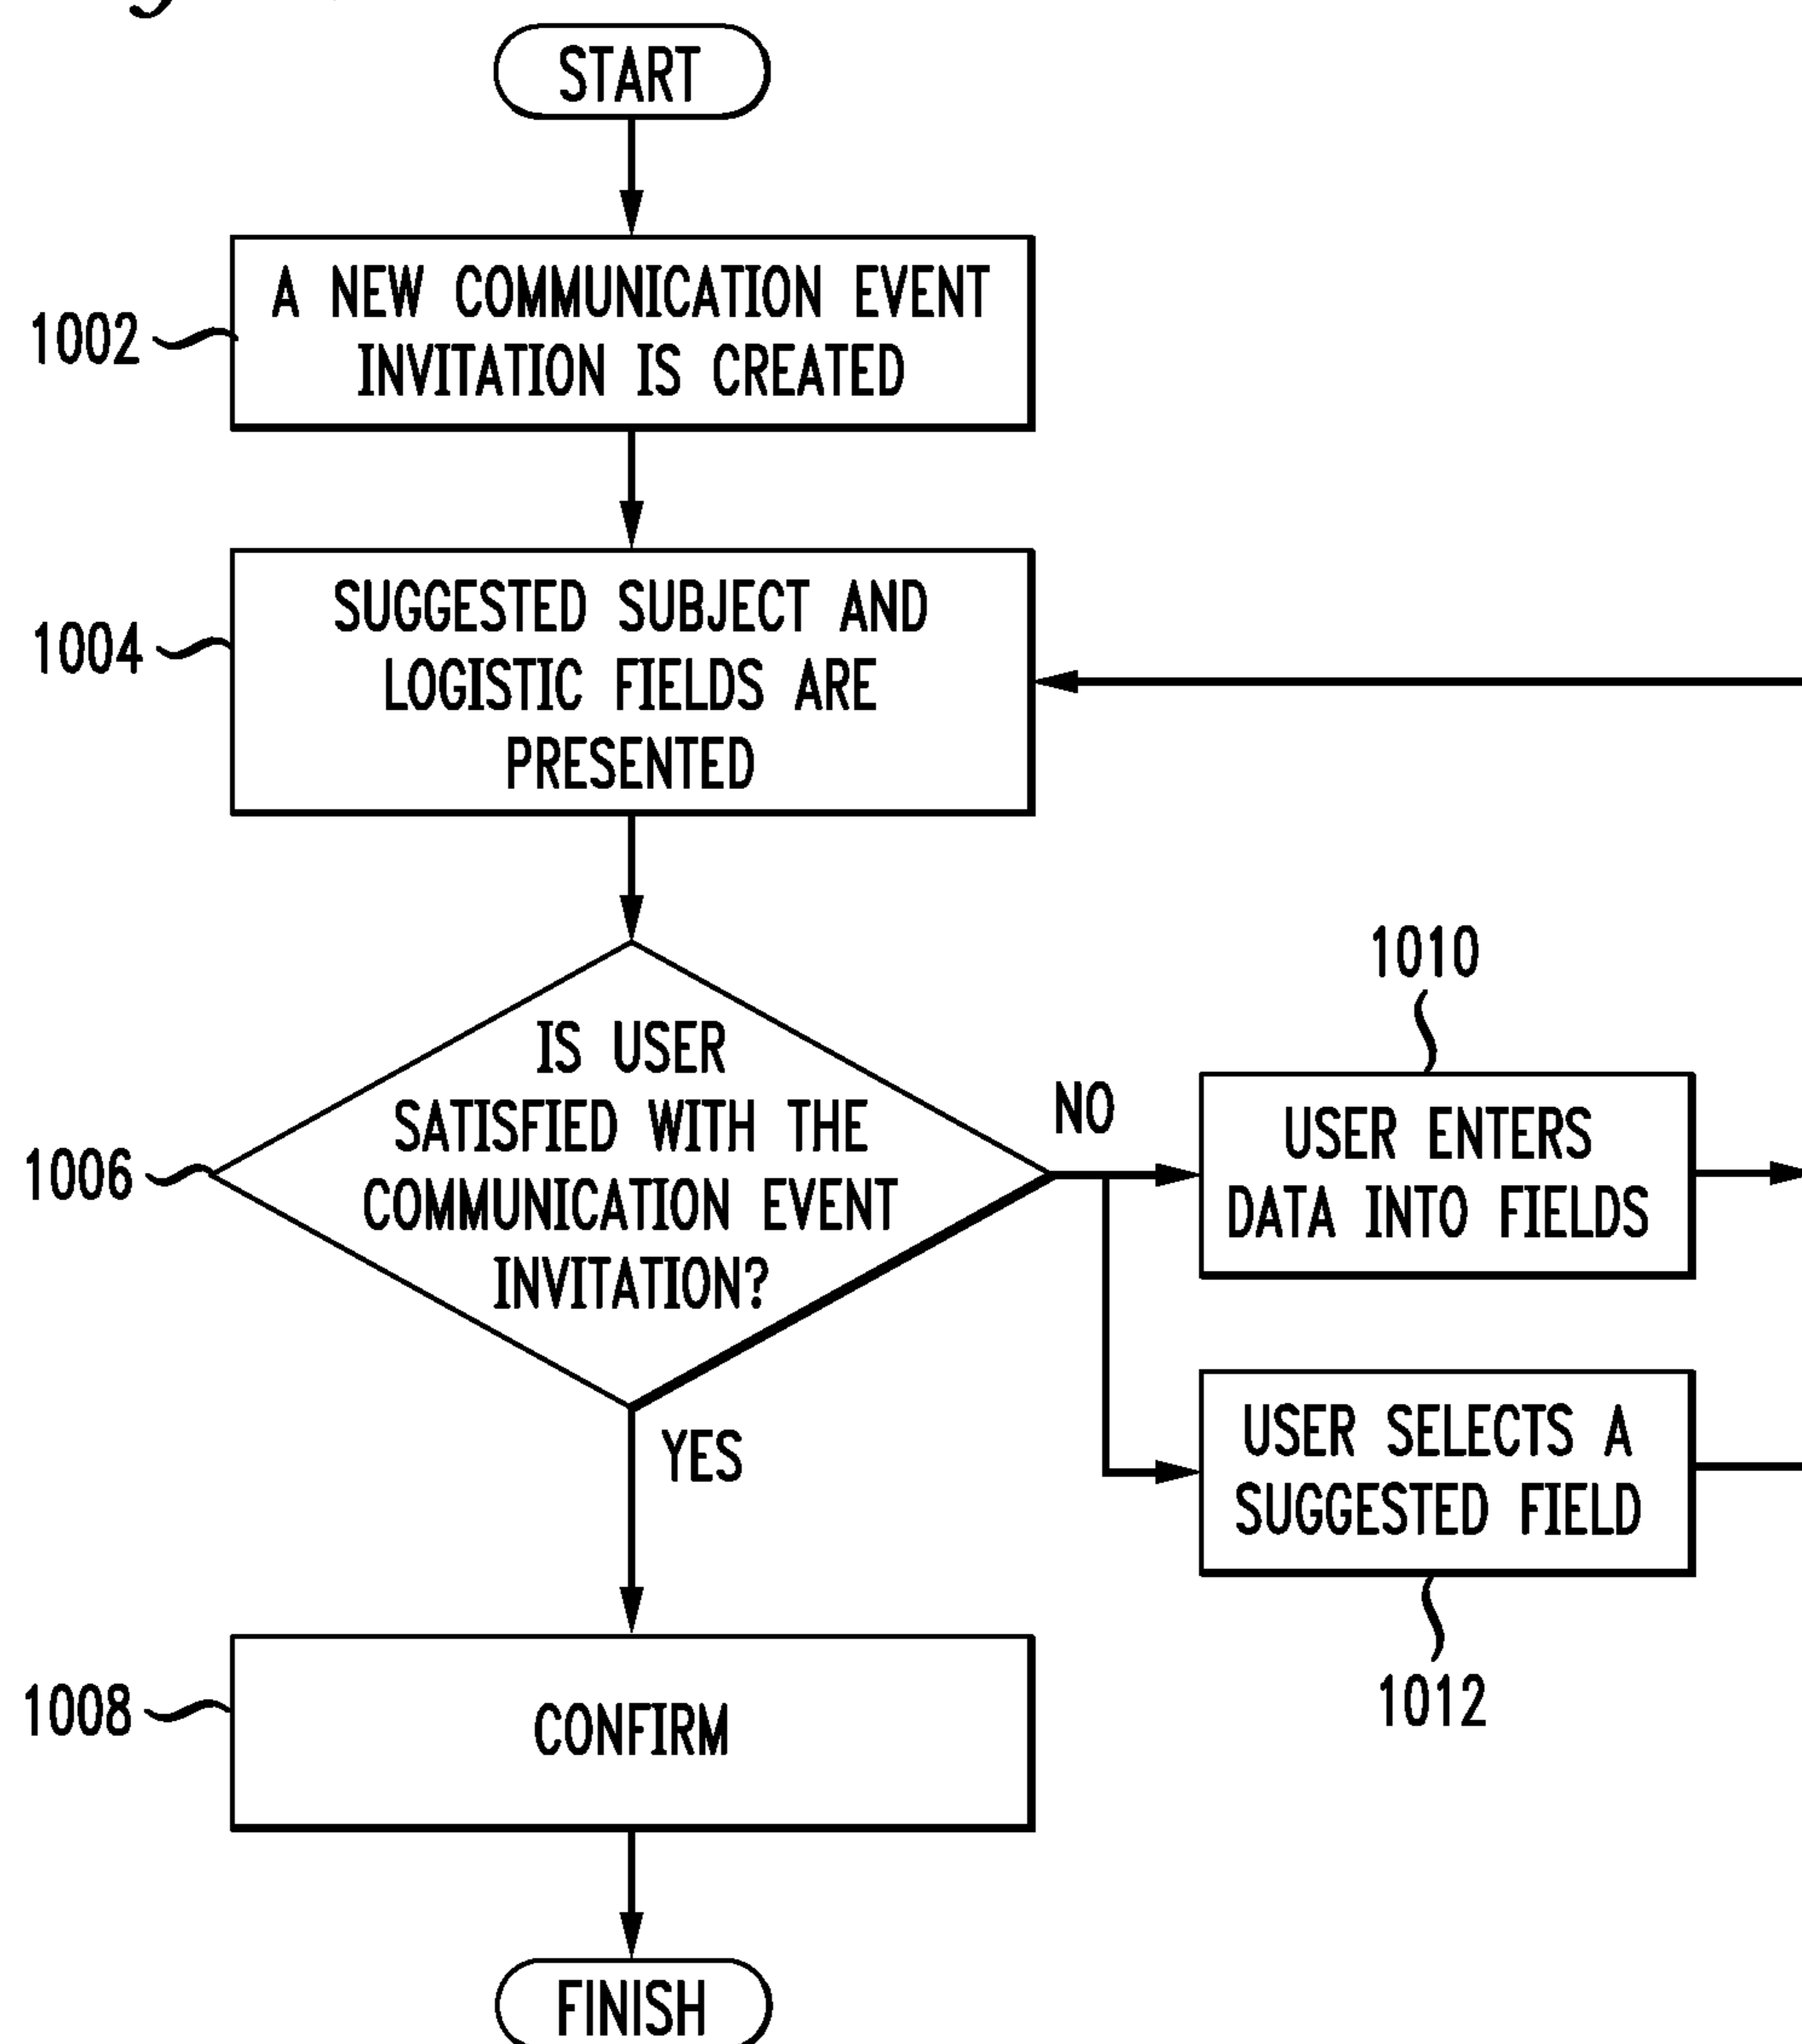 START
A NEW COMMUNICATION EVENT
INVITATION IS CREATED
1002
SUGGESTED SUBJECT AND
LOGISTIC FIELDS ARE
PRESENTED
1004
IS USER
SATISFIED WITH THE
COMMUNICATION EVENT
INVITATION?
1006
NO
1010
USER ENTERS
DATA INTO FIELDS
USER SELECTS A
SUGGESTED FIELD
1012
YES
CONFIRM
1008
FINISH